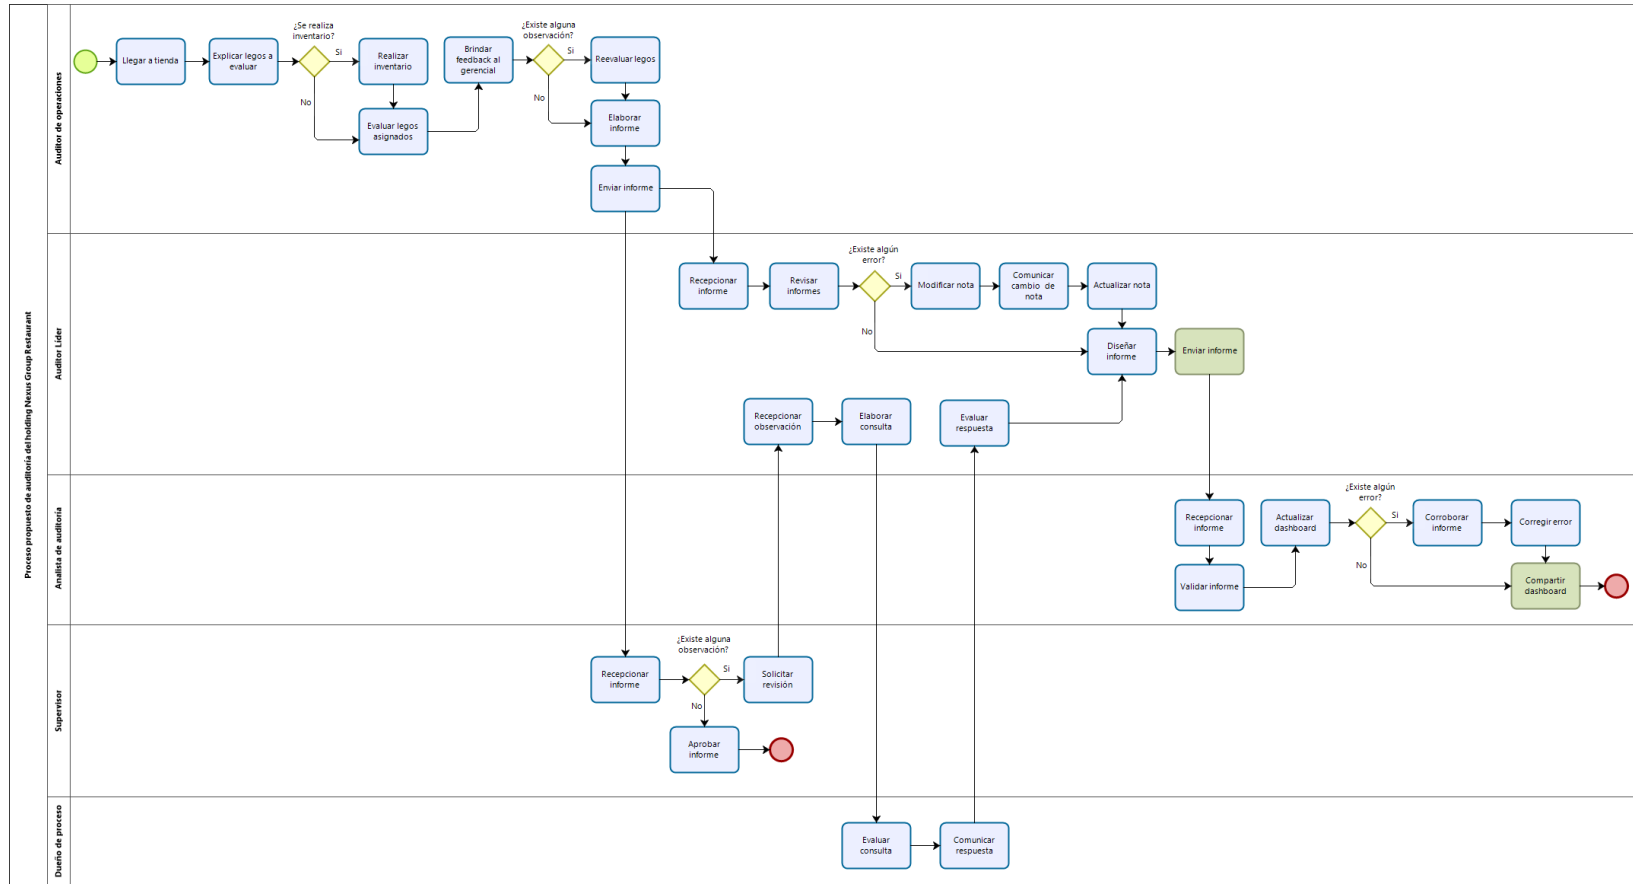 Proceso propuesto de auditoría del holding Nexus Group Restaurant
Auditor de operaciones
¿Se realiza
inventario?
¿Existe alguna
observación?
Llegar a tienda
Explicar legos a
evaluar
Si
Realizar
inventario
Brindar
feedback al
gerencial
Si
Reevaluar legos
No
Evaluar legos
asignados
No
Elaborar
informe
Enviar informe
Auditor Líder
¿Existe algún
error?
Recepcionar
informe
Revisar
informes
Si
Modificar nota
Comunicar
cambio de
nota
Actualizar nota
No
Diseñar
informe
Enviar informe
Recepcionar
observación
Elaborar
consulta
Evaluar
respuesta
Analista de auditoría
¿Existe algún
error?
Recepcionar
informe
Actualizar
dashboard
Si
Corroborar
informe
Corregir error
No
Validar informe
Compartir
dashboard
Supervisor
¿Existe alguna
observación?
Recepcionar
informe
Si
Solicitar
revisión
No
Aprobar
informe
Dueño de proceso
Evaluar
consulta
Comunicar
respuesta